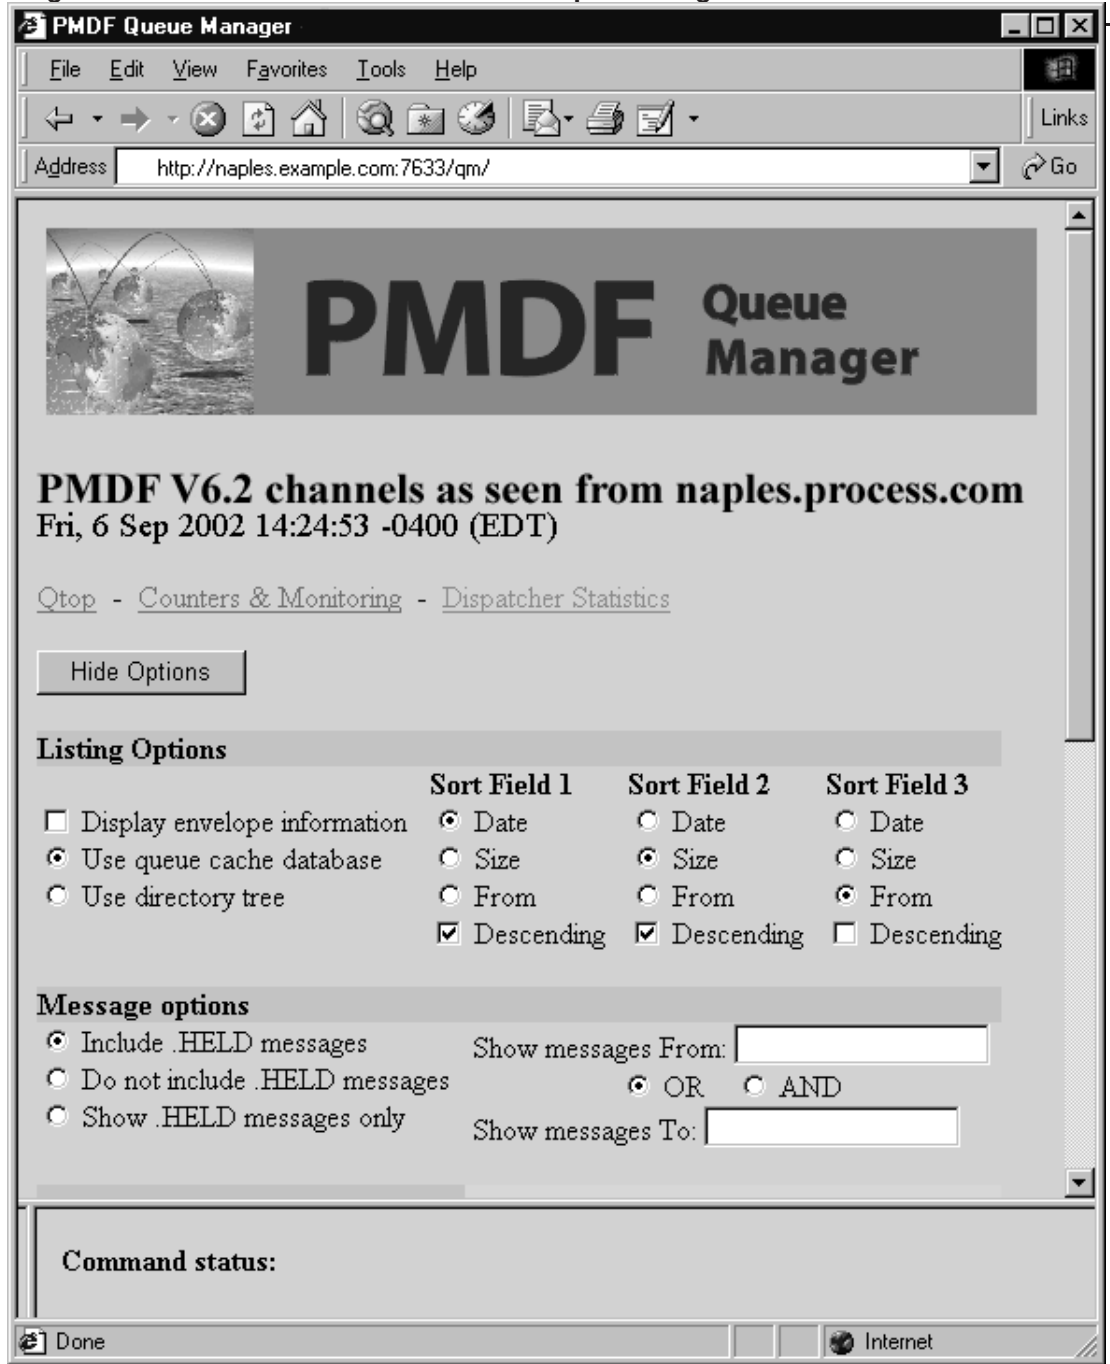 PMDF Queue Manager
File Edit View Favorites Tools Help
Links
Address http://naples.example.com:7633/qm/ Go
PMDF Queue
Manager
PMDF V6.2 channels as seen from naples.process.com
Fri, 6 Sep 2002 14:24:53 -0400 (EDT)
Qtop - Counters & Monitoring - Dispatcher Statistics
Hide Options
Listing Options
Sort Field 1 Sort Field 2 Sort Field 3
Display envelope information Date Date Date
Use queue cache database Size Size Size
Use directory tree From From From
Descending Descending Descending
Message options
Include .HELD messages Show messages From:
Do not include .HELD messages OR AND
Show .HELD messages only Show messages To:
Command status:
Done Internet